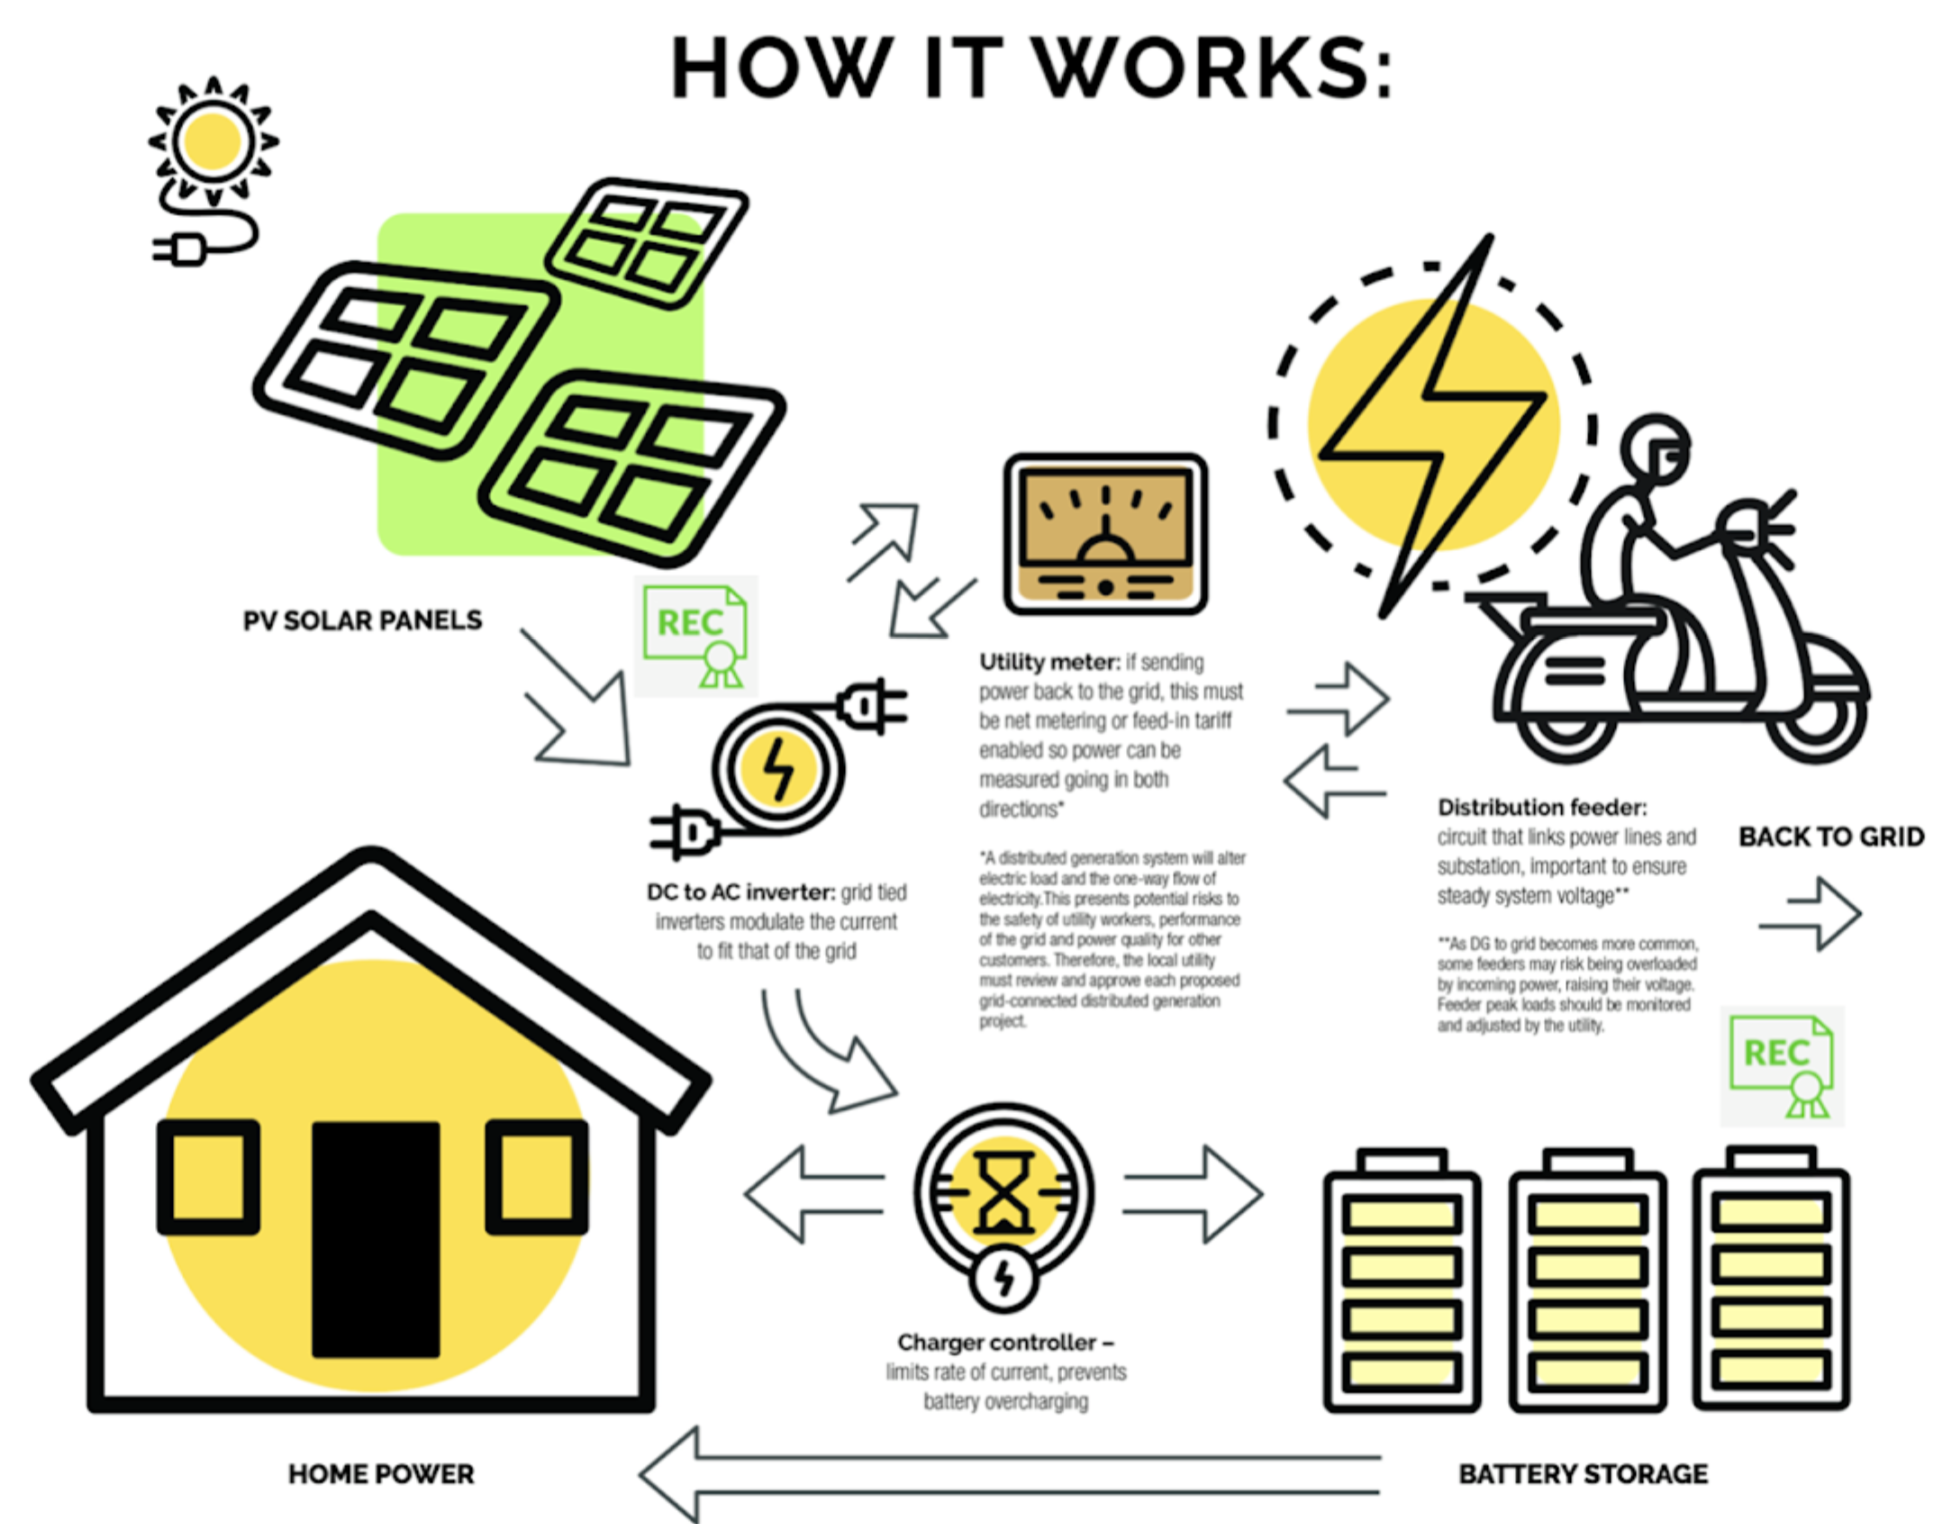 HOW IT WORKS:
PV SOLAR PANELS
REC
DC to AC inverter: grid tied
inverters modulate the current
to fit that of the grid
Utility meter: if sending
power back to the grid, this must
be net metering or feed-in tariff
enabled so power can be
measured going in both
directions*
*A distributed generation system will alter
electric load and the one-way flow of
electricity.This presents potential risks to
the safety of utility workers, performance
of the grid and power quality for other
customers. Therefore, the local utility
must review and approve each proposed
grid-connected distributed generation
project.
Distribution feeder:
circuit that links power lines and
substation, important to ensure
steady system voltage**
**As DG to grid becomes more common,
some feeders may risk being overloaded
by incoming power, raising their voltage.
Feeder peak loads should be monitored
and adjusted by the utility.
BACK TO GRID
REC
Charger controller –
limits rate of current, prevents
battery overcharging
HOME POWER
BATTERY STORAGE